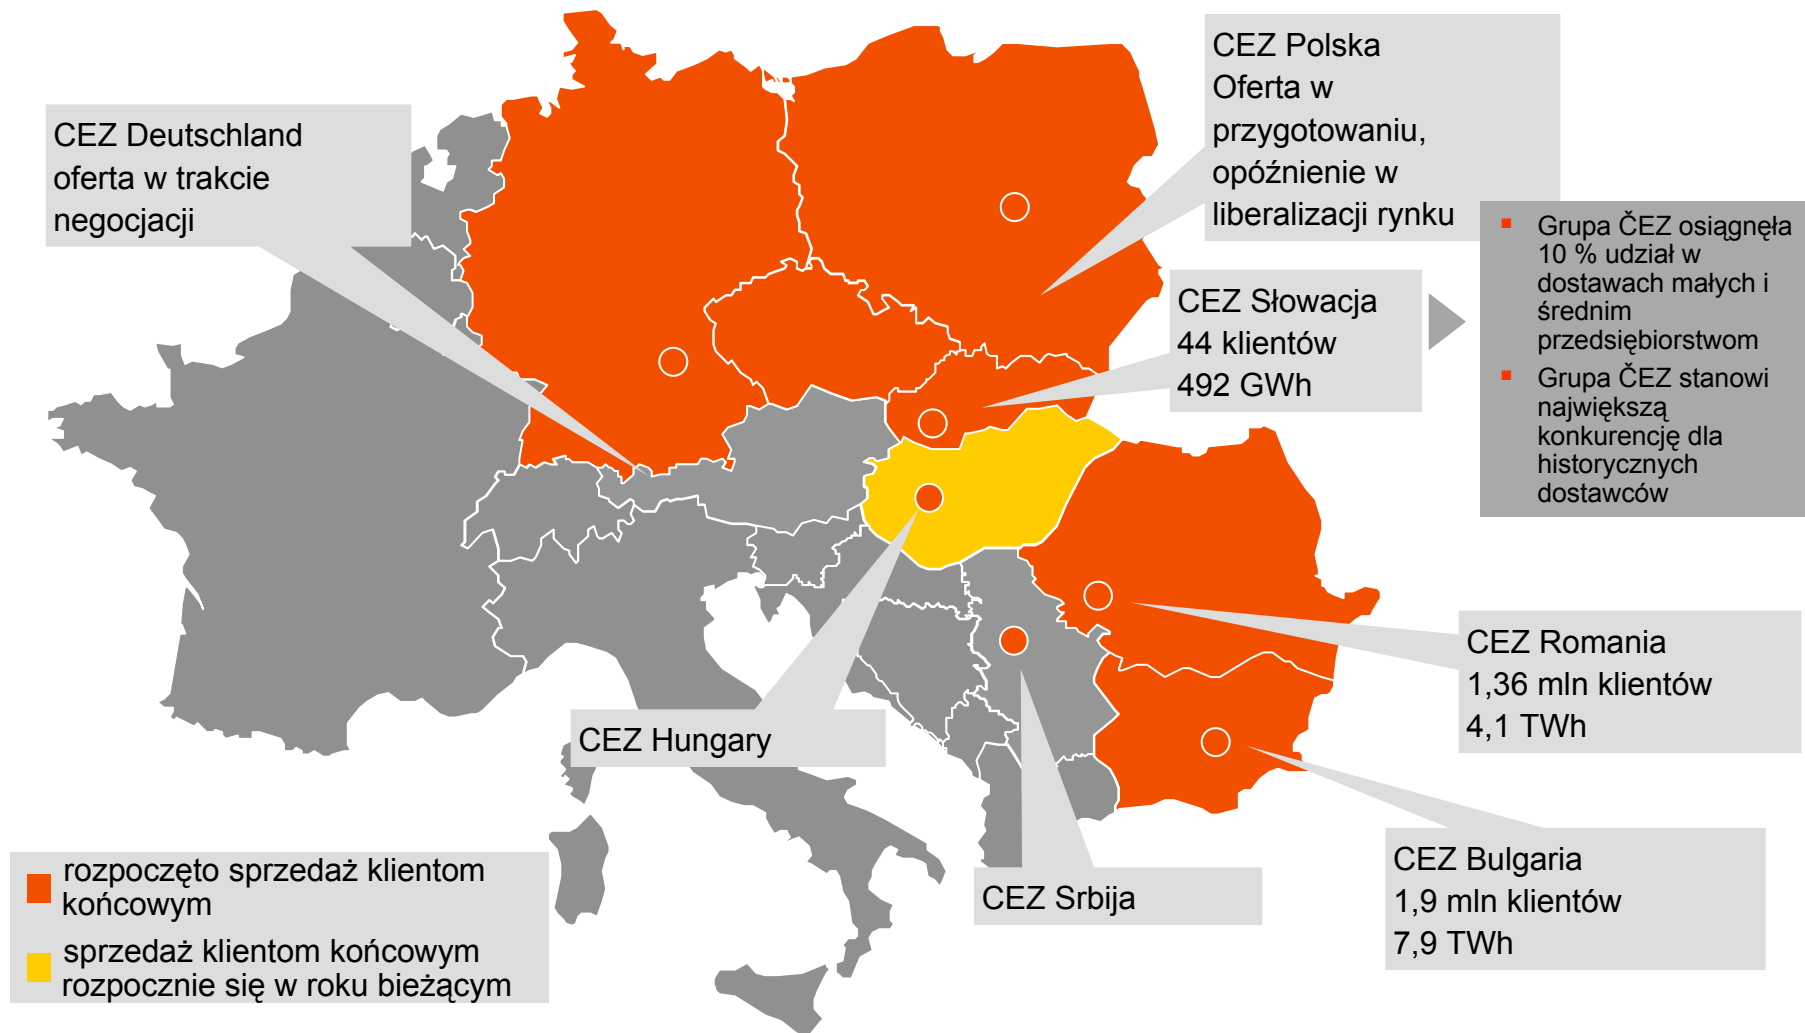 CEZ Polska
Oferta w
przygotowaniu,
opóźnienie w
liberalizacji rynku
CEZ Deutschland
oferta w trakcie
negocjacji
CEZ Słowacja
44 klientów
492 GWh
Grupa ČEZ osiągnęła
10 % udział w
dostawach małych i
średnim
przedsiębiorstwom
Grupa ČEZ stanowi
największą
konkurencję dla
historycznych
dostawców
CEZ Romania
1,36 mln klientów
4,1 TWh
CEZ Hungary
CEZ Srbija
CEZ Bulgaria
1,9 mln klientów
7,9 TWh
rozpoczęto sprzedaż klientom
końcowym
sprzedaż klientom końcowym
rozpocznie się w roku bieżącym